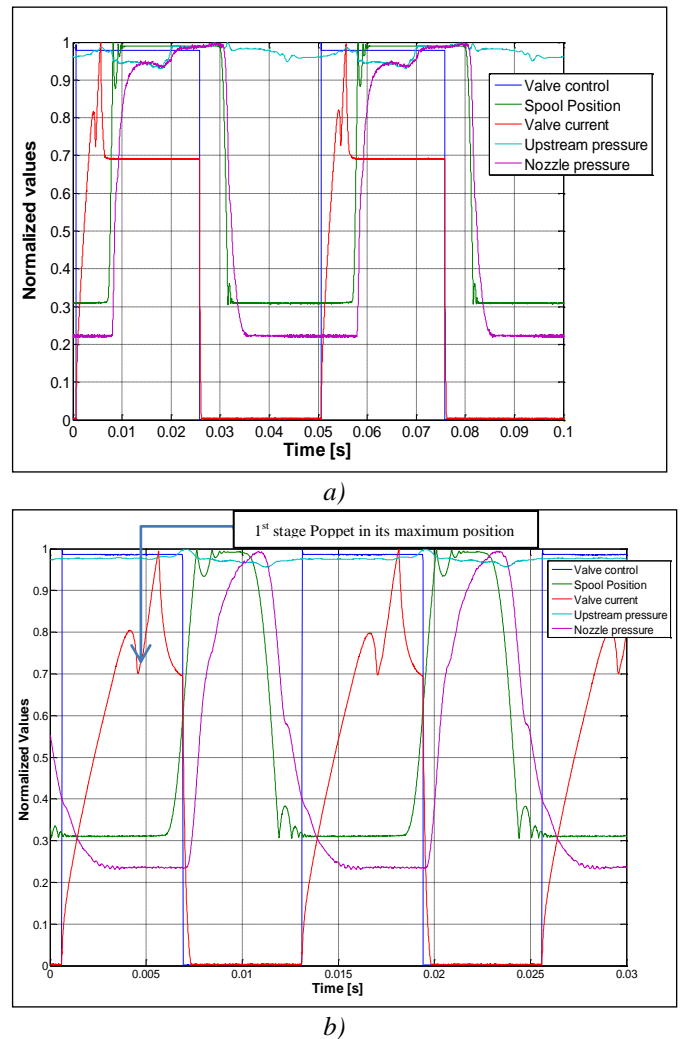 1
0.9
0.8
0.7
0.6
0.5
0.4
0.3
0.2
0.1
0
Normalized values
Valve control
Spool Position
Valve current
Upstream pressure
Nozzle pressure
0 0.01 0.02 0.03 0.04 0.05 0.06 0.07 0.08 0.09 0.1
Time [s]
a)
1st stage Poppet in its maximum position
1
0.9
0.8
0.7
0.6
0.5
0.4
0.3
0.2
0.1
0
Normalized Values
Valve control
Spool Position
Valve current
Upstream pressure
Nozzle pressure
0 0.005 0.01 0.015 0.02 0.025 0.03
Time [s]
b)